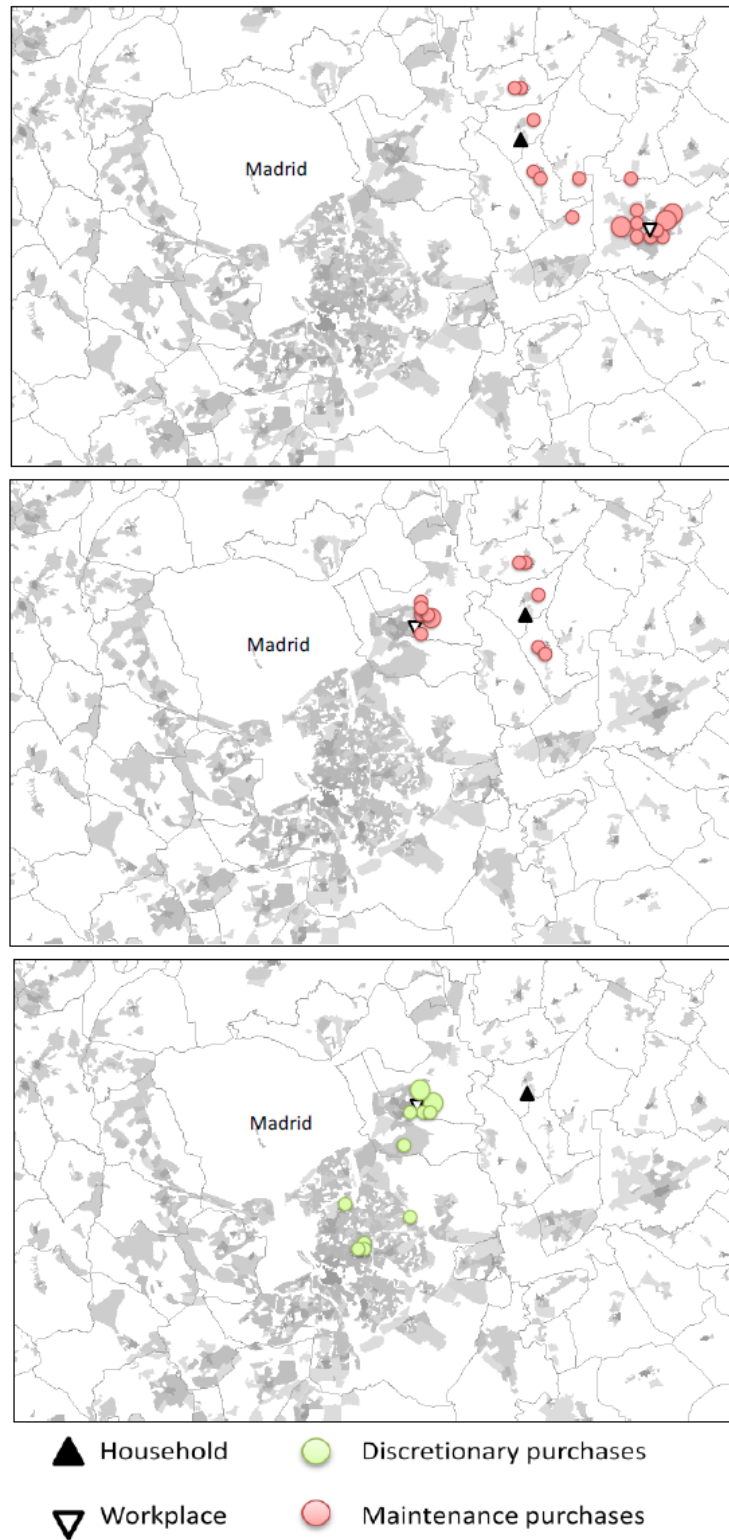 Madrid
Madrid
Madrid
Household
Discretionary purchases
Workplace
Maintenance purchases